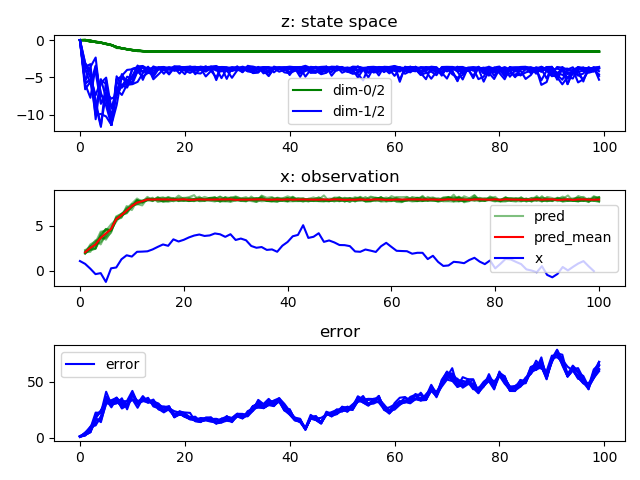 z: state space
0
−5
−10
dim-0/2
dim-1/2
0 20 40 60 80 100
x: observation
5
0
pred
pred_mean
x
0 20 40 60 80 100
error
50
0
error
0 20 40 60 80 100